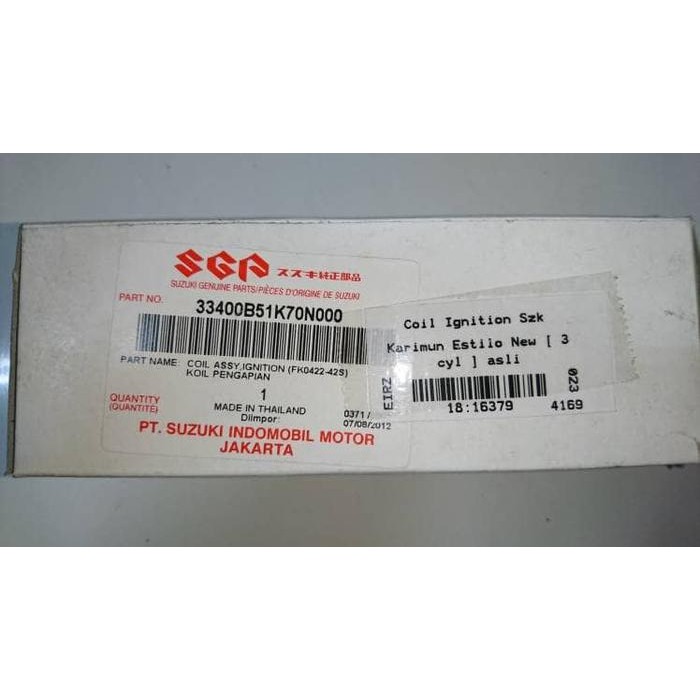 SGP スズキ純正部品
SUZUKI GENUINE PARTS/PIÈCES D'ORIGINE DE SUZUKI
PART NO. 33400B51K70N000
PART NAME: COIL ASSY,IGNITION (FK0422-42S)
KOIL PENGAPIAN
QUANTITY 1
(QUANTITÉ) MADE IN THAILAND 0371 /
Diimpor: 07/08/2012
PT. SUZUKI INDOMOBIL MOTOR
JAKARTA
Coil Ignition Szk
Karimun Estilo New [ 3
cyl ] asli
EIRZ
023
18:16379 4169